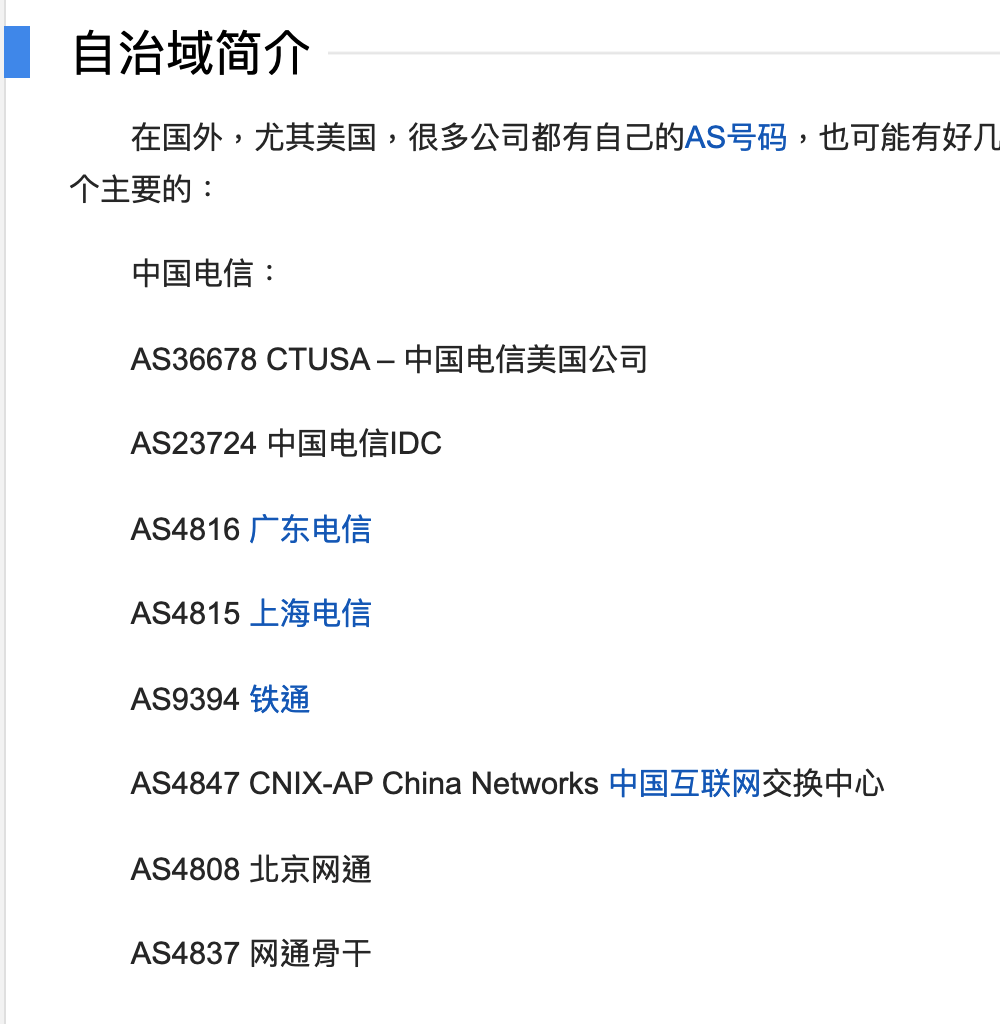 自治域简介
在国外，尤其美国，很多公司都有自己的AS号码，也可能有好几
个主要的：
中国电信：
AS36678 CTUSA – 中国电信美国公司
AS23724 中国电信IDC
AS4816 广东电信
AS4815 上海电信
AS9394 铁通
AS4847 CNIX-AP China Networks 中国互联网交换中心
AS4808 北京网通
AS4837 网通骨干